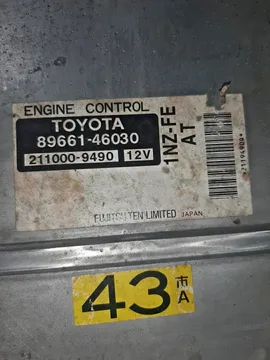 ENGINE CONTROL
TOYOTA
89661-46030
211000-9490 12V
1NZ-FE
AT
FUJITSU TEN LIMITED JAPAN
43
市
A